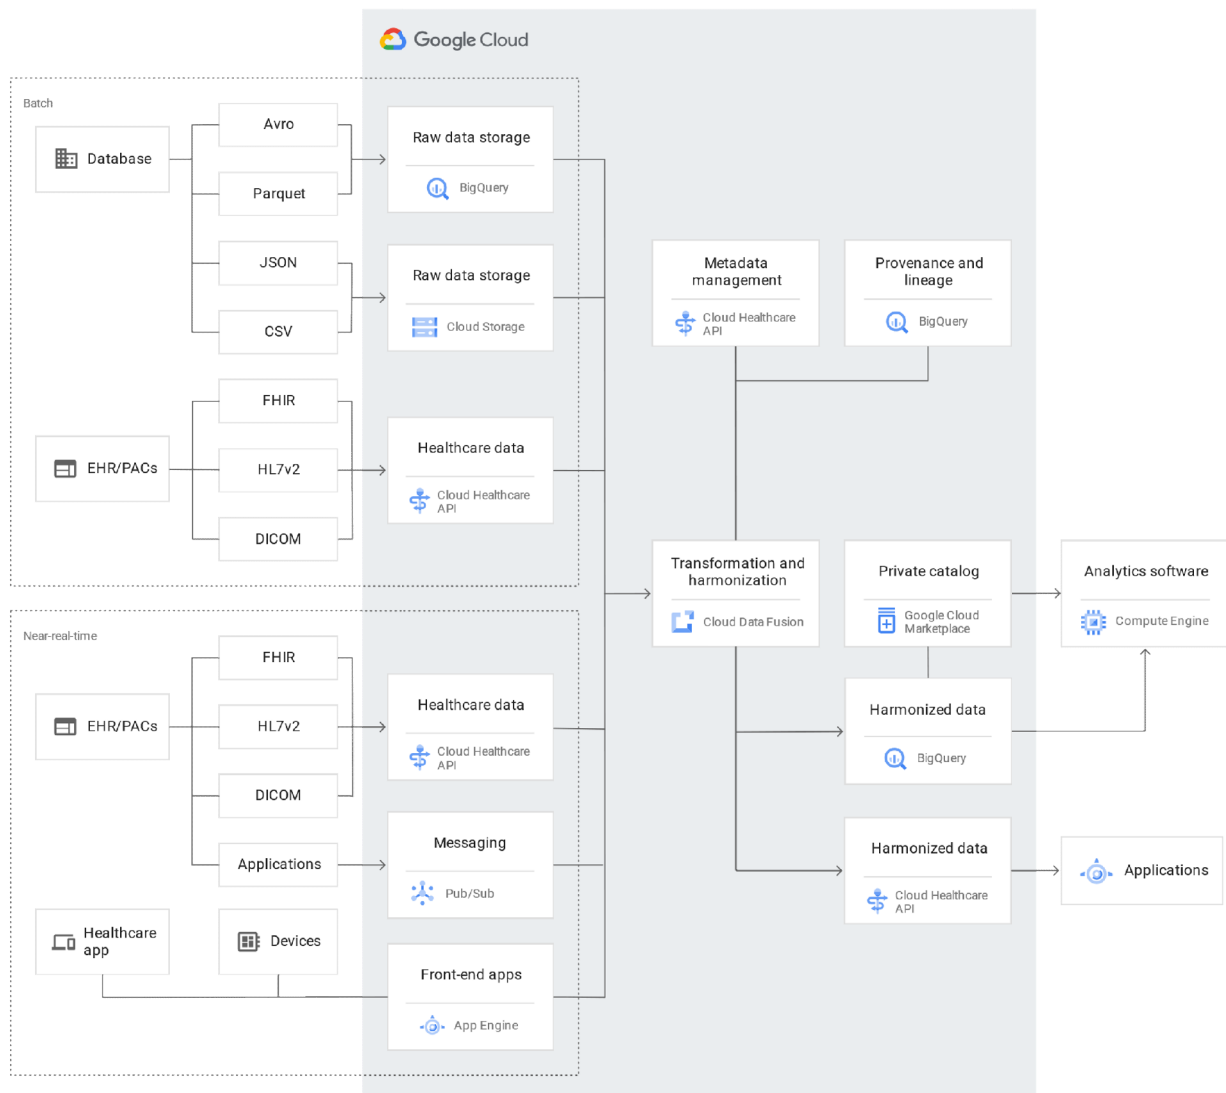 Google Cloud
Batch
Database
Avro
Parquet
JSON
CSV
Raw data storage
BigQuery
Raw data storage
Cloud Storage
EHR/PACs
FHIR
HL7v2
DICOM
Healthcare data
Cloud Healthcare
API
Near-real-time
EHR/PACs
FHIR
HL7v2
DICOM
Applications
Healthcare data
Cloud Healthcare
API
Messaging
Pub/Sub
Healthcare
app
Devices
Front-end apps
App Engine
Metadata
management
Cloud Healthcare
API
Provenance and
lineage
BigQuery
Transformation and
harmonization
Cloud Data Fusion
Private catalog
Google Cloud
Marketplace
Analytics software
Compute Engine
Harmonized data
BigQuery
Harmonized data
Cloud Healthcare
API
Applications